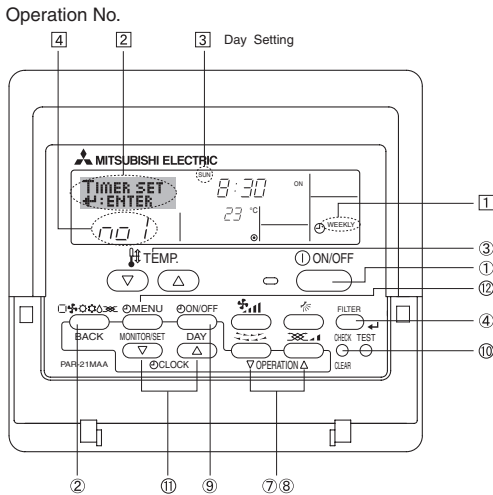 Operation No.
4 2 3 Day Setting
MITSUBISHI ELECTRIC
SUN
TIMER SET
↵:ENTER
8:30
ON
23 °C
WEEKLY
1
no 1
TEMP.
ON/OFF
③
①
⑫
MENU ON/OFF FILTER
④
BACK MONITOR/SET DAY CHECK TEST
⑩
PAR-21MAA CLOCK ▽OPERATION△ CLEAR
② ⑪ ⑨ ⑦⑧